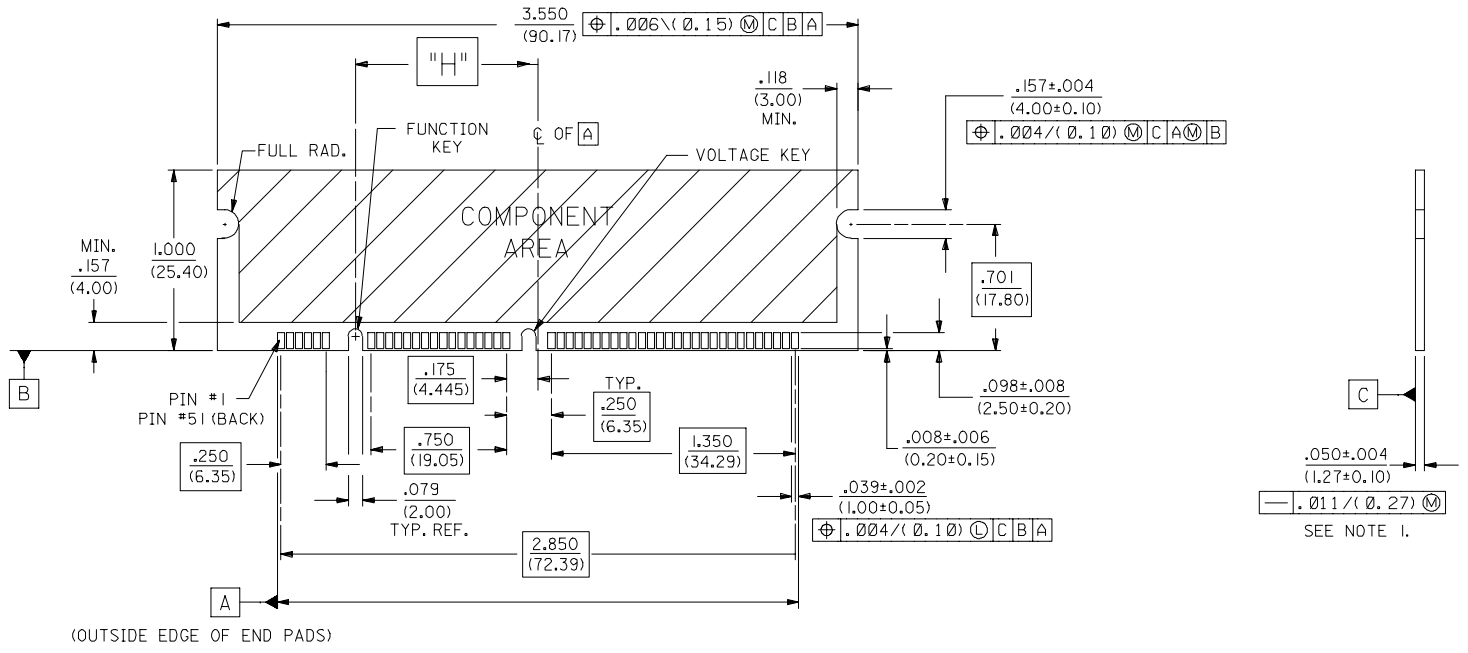 3.550
(90.17)
⌖ .006\(0.15) Ⓜ C B A
"H"
.118
(3.00)
MIN.
.157±.004
(4.00±0.10)
⌖ .004/(0.10) Ⓜ C A Ⓜ B
FUNCTION
KEY
℄ OF A
FULL RAD.
VOLTAGE KEY
COMPONENT
AREA
MIN.
.157
(4.00)
1.000
(25.40)
.701
(17.80)
B
PIN #1
PIN #51 (BACK)
.175
(4.445)
TYP.
.250
(6.35)
.098±.008
(2.50±0.20)
C
.250
(6.35)
.750
(19.05)
1.350
(34.29)
.008±.006
(0.20±0.15)
.050±.004
(1.27±0.10)
— .011/(0.27) Ⓜ
SEE NOTE 1.
.079
(2.00)
TYP. REF.
.039±.002
(1.00±0.05)
⌖ .004/(0.10) Ⓛ C B A
2.850
(72.39)
A
(OUTSIDE EDGE OF END PADS)